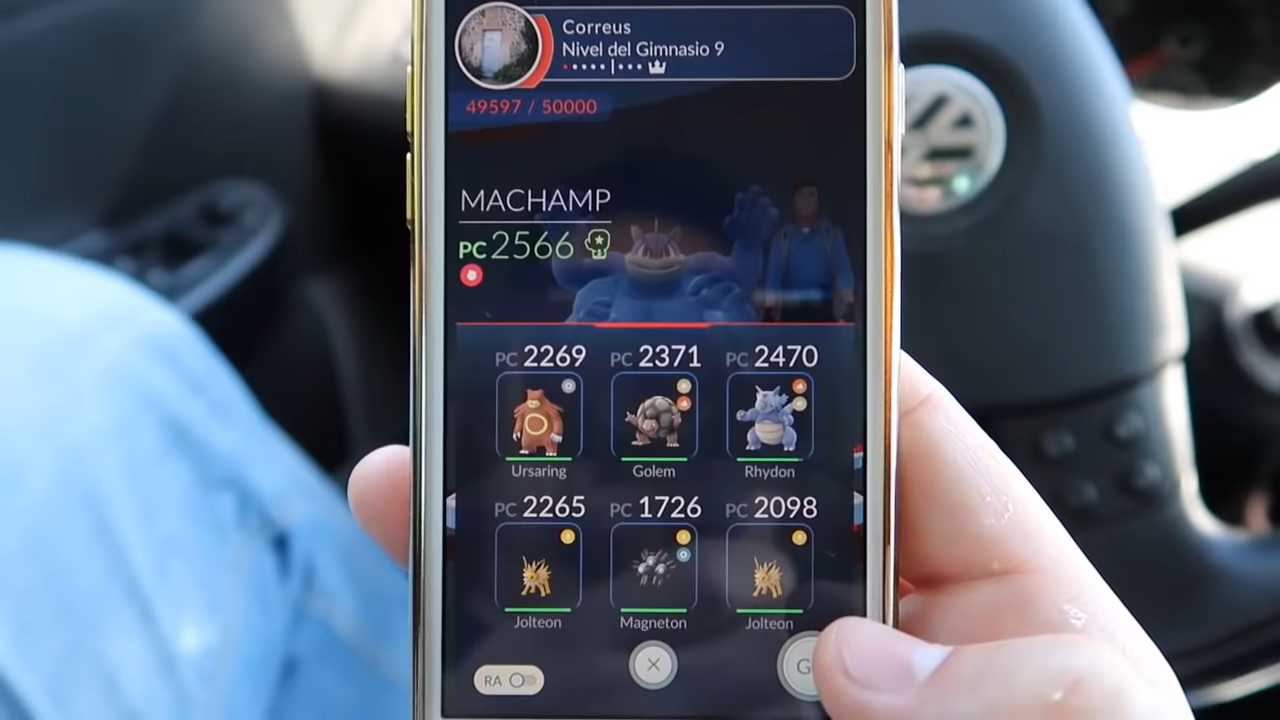 Correus
Nivel del Gimnasio 9
49597 / 50000
MACHAMP
PC 2566
PC 2269 PC 2371 PC 2470
Ursaring Golem Rhydon
PC 2265 PC 1726 PC 2098
Jolteon Magneton Jolteon
RA
G